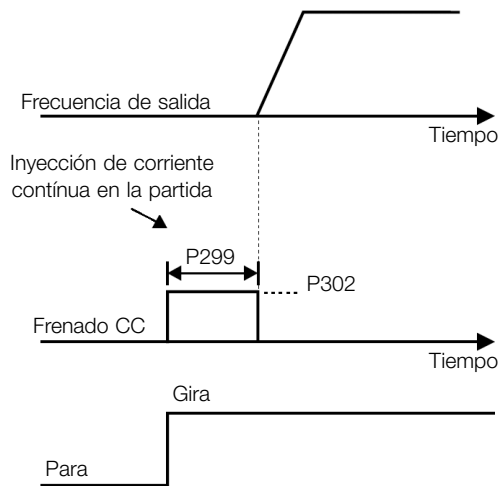 Frecuencia de salida
Tiempo
Inyección de corriente
contínua en la partida
P299
P302
Frenado CC
Tiempo
Gira
Para